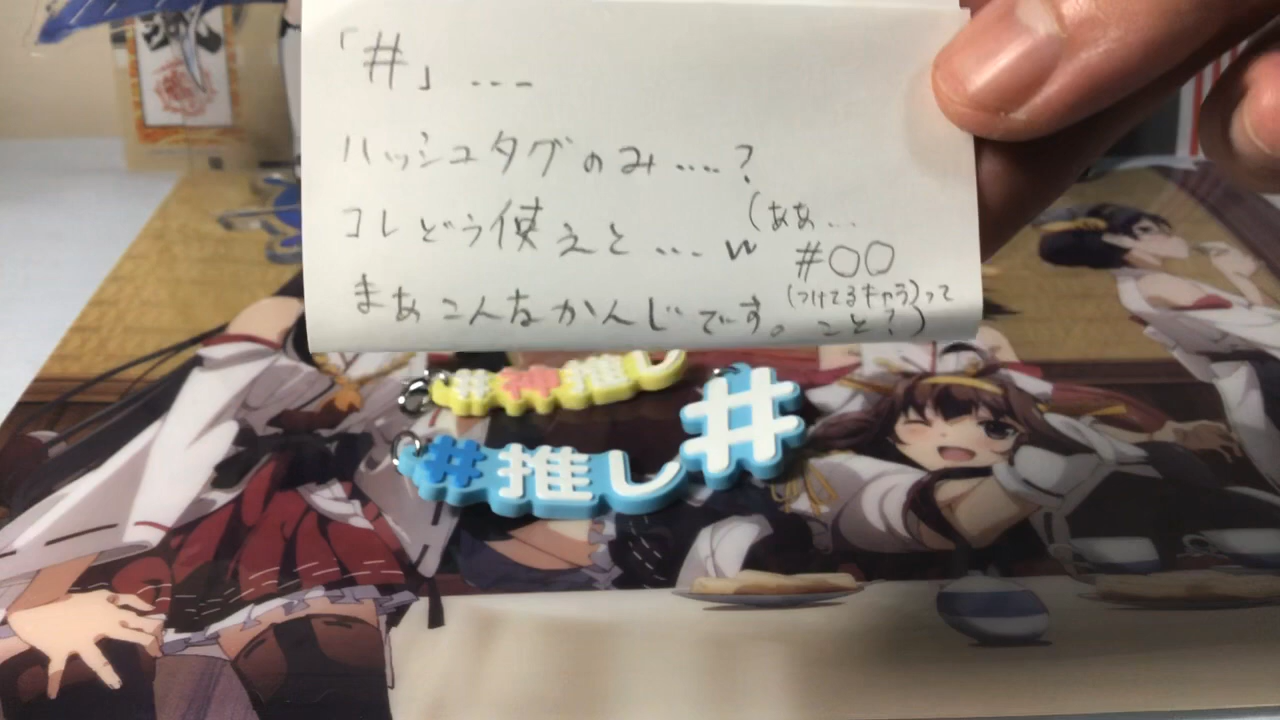 「#」---
ハッシュタグのみ....?
コレどう使えと...w
(ああ...
#〇〇
(つけてるキャラ)って
こと?)
まあこんなかんじです。
#神推し
#推し
#